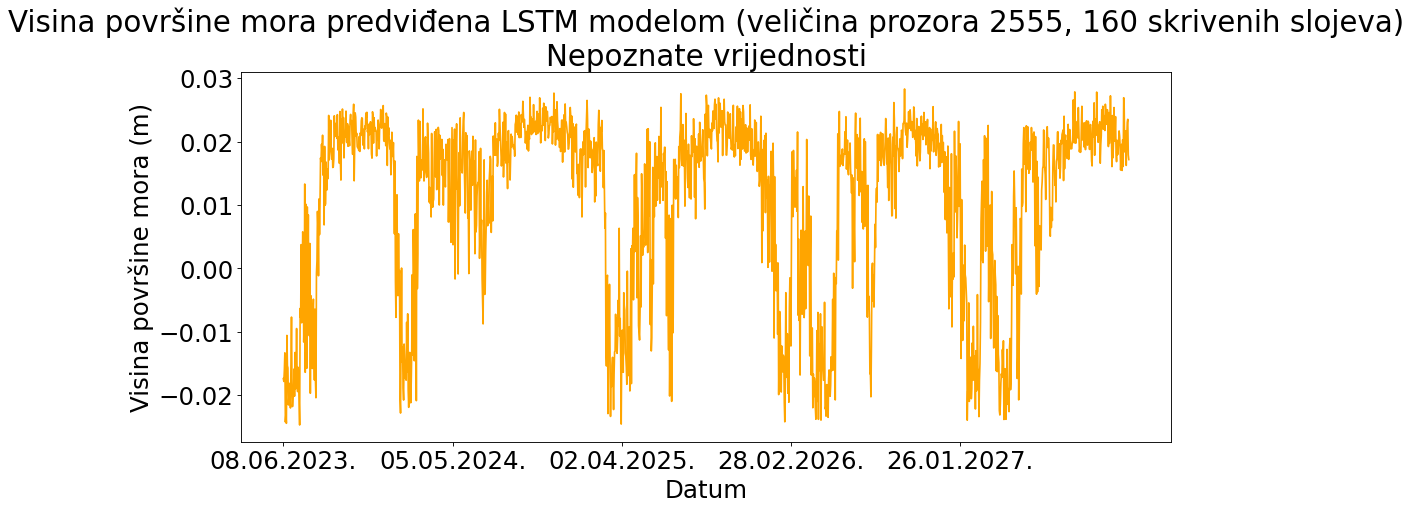 Visina površine mora predviđena LSTM modelom (veličina prozora 2555, 160 skrivenih slojeva)
Nepoznate vrijednosti
Visina površine mora (m)
0.03
0.02
0.01
0.00
−0.01
−0.02
08.06.2023. 05.05.2024. 02.04.2025. 28.02.2026. 26.01.2027.
Datum